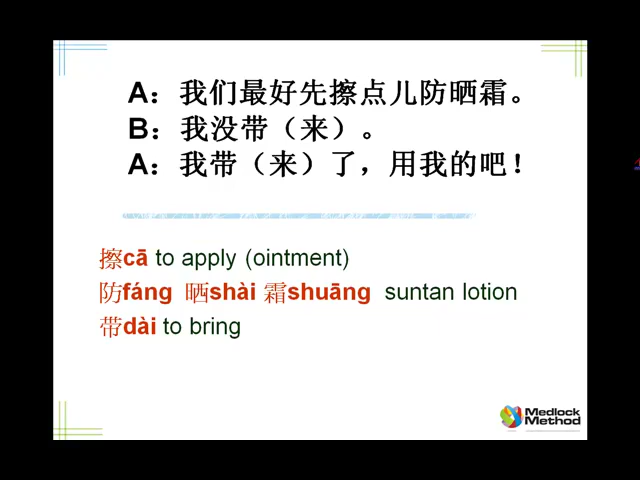 A：我们最好先擦点儿防晒霜。
B：我没带（来）。
A：我带（来）了，用我的吧！
擦cā to apply (ointment)
防fáng 晒shài 霜shuāng suntan lotion
带dài to bring
Medlock
Method